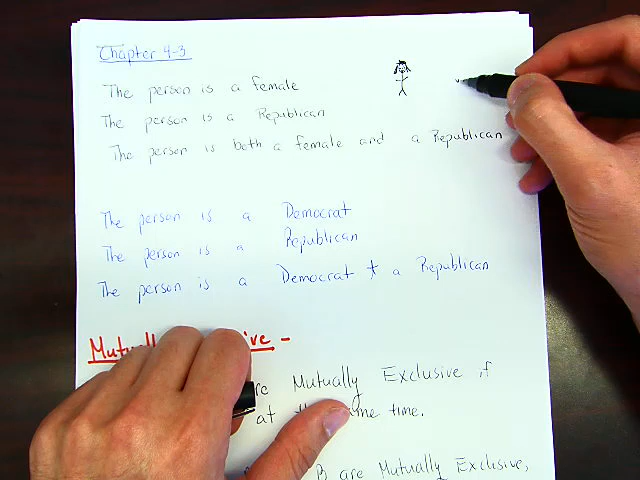 Chapter 4-3
The person is a female
The person is a Republican
The person is both a female and a Republican
The person is a Democrat
The person is a Republican
The person is a Democrat + a Republican
Mutually -
Mutually Exclusive if
at time.
B are Mutually Exclusive,